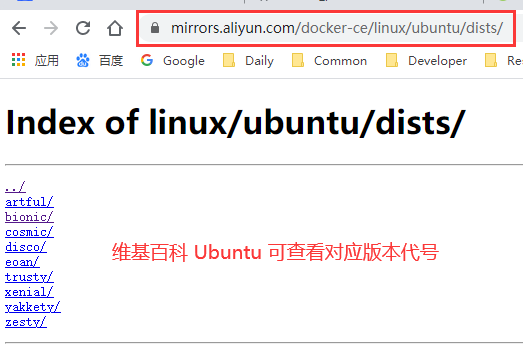 mirrors.aliyun.com/docker-ce/linux/ubuntu/dists/
应用 百度 Google Daily Common Developer Res
Index of linux/ubuntu/dists/
../
artful/
bionic/
cosmic/
disco/
eoan/
trusty/
xenial/
yakkety/
zesty/
维基百科 Ubuntu 可查看对应版本代号